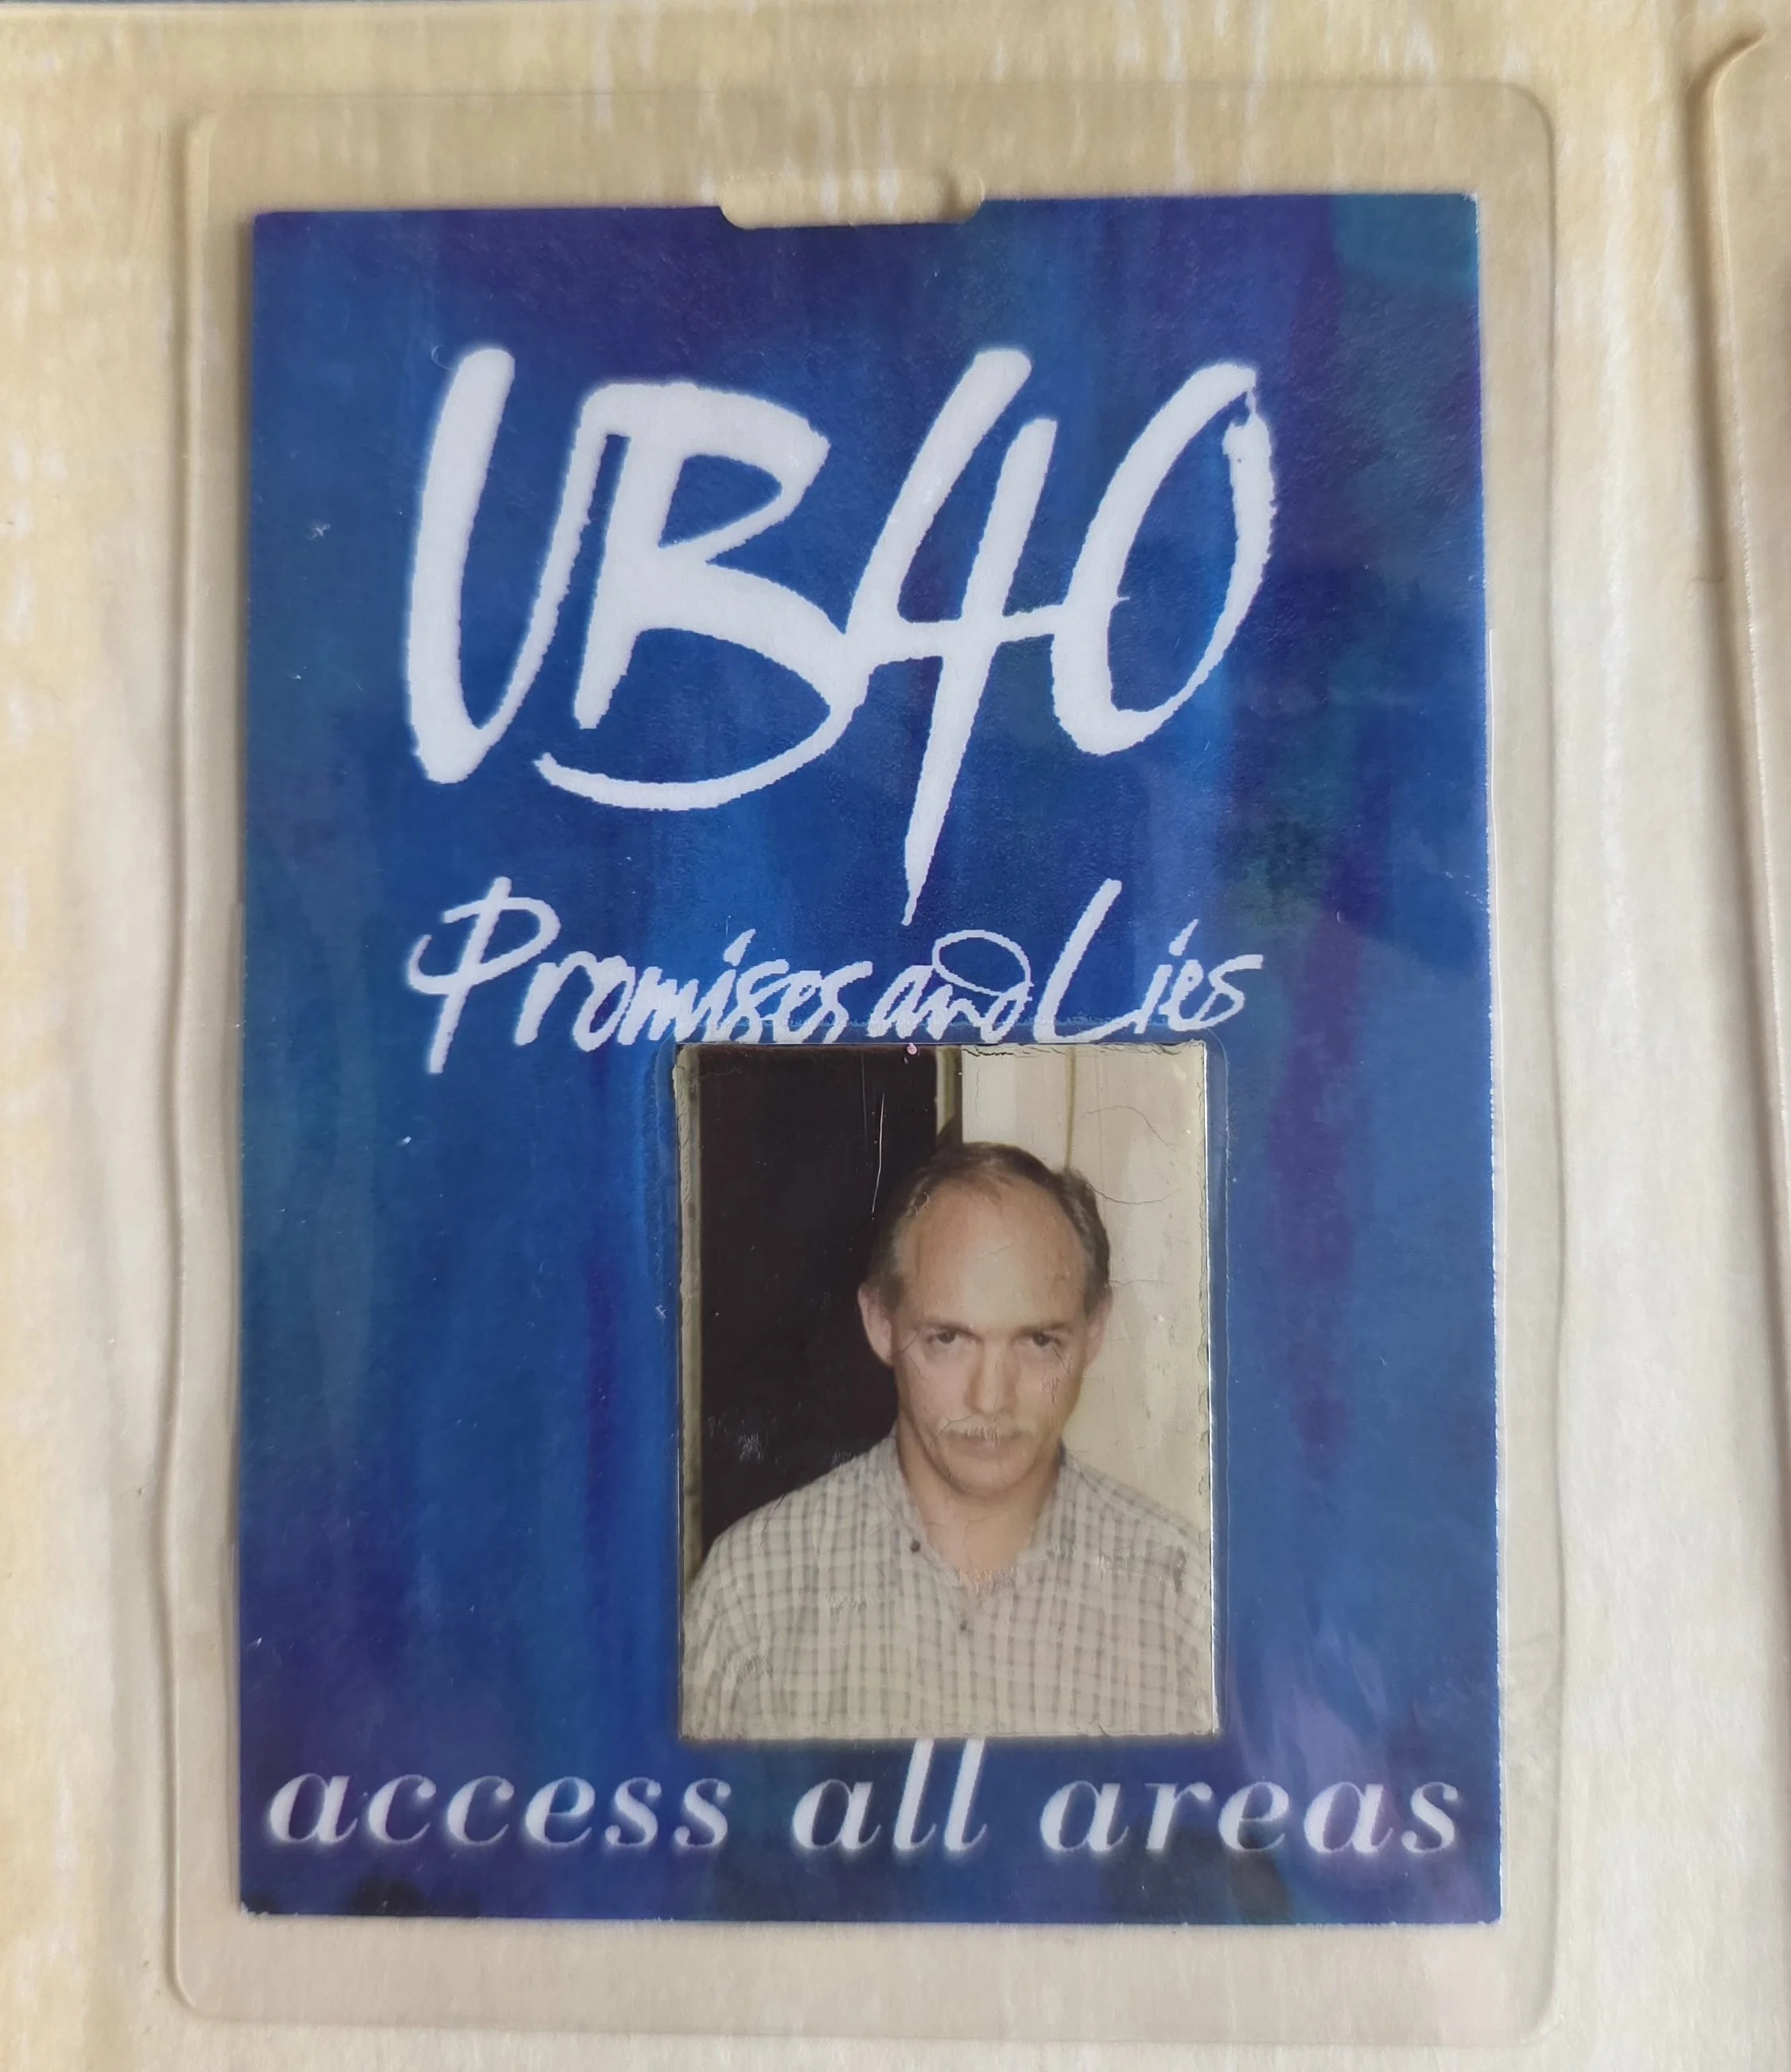 UB40
Promises and Lies
access all areas